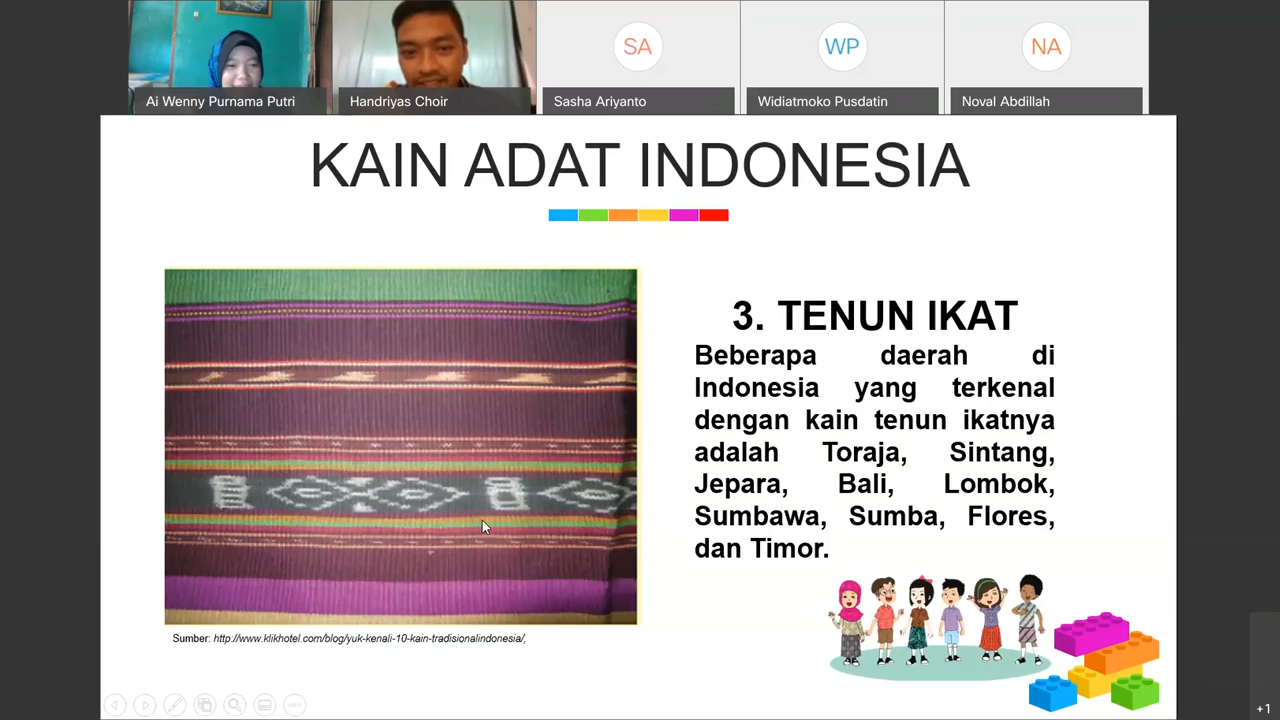 SA
WP
NA
Ai Wenny Purnama Putri
Handriyas Choir
Sasha Ariyanto
Widiatmoko Pusdatin
Noval Abdillah
KAIN ADAT INDONESIA
3. TENUN IKAT
Beberapa daerah di
Indonesia yang terkenal
dengan kain tenun ikatnya
adalah Toraja, Sintang,
Jepara, Bali, Lombok,
Sumbawa, Sumba, Flores,
dan Timor.
Sumber: http://www.klikhotel.com/blog/yuk-kenali-10-kain-tradisionalindonesia/,
+1